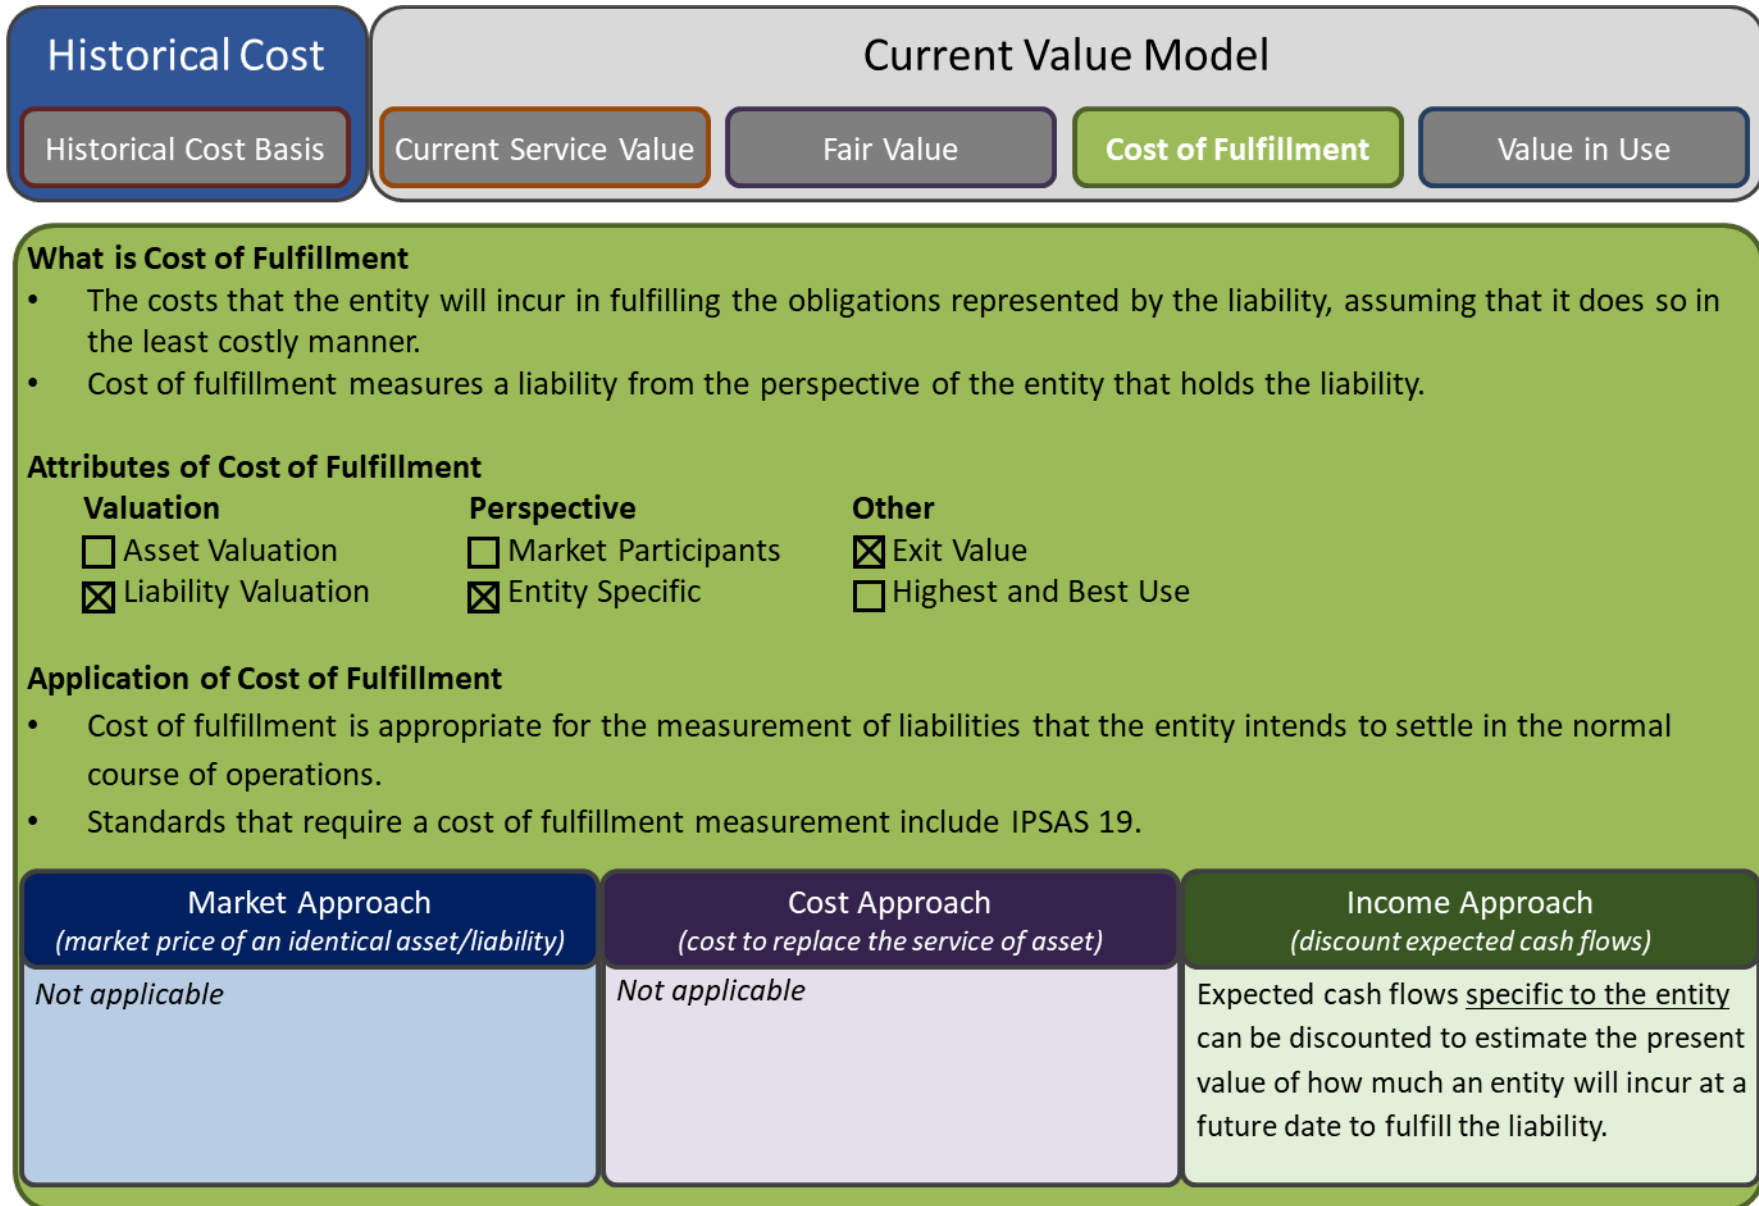 Historical Cost
Current Value Model
Historical Cost Basis
Current Service Value
Fair Value
Cost of Fulfillment
Value in Use
What is Cost of Fulfillment
• The costs that the entity will incur in fulfilling the obligations represented by the liability, assuming that it does so in
the least costly manner.
• Cost of fulfillment measures a liability from the perspective of the entity that holds the liability.
Attributes of Cost of Fulfillment
Valuation
☐ Asset Valuation
☒ Liability Valuation
Perspective
☐ Market Participants
☒ Entity Specific
Other
☒ Exit Value
☐ Highest and Best Use
Application of Cost of Fulfillment
• Cost of fulfillment is appropriate for the measurement of liabilities that the entity intends to settle in the normal
course of operations.
• Standards that require a cost of fulfillment measurement include IPSAS 19.
Market Approach
(market price of an identical asset/liability)
Not applicable
Cost Approach
(cost to replace the service of asset)
Not applicable
Income Approach
(discount expected cash flows)
Expected cash flows specific to the entity
can be discounted to estimate the present
value of how much an entity will incur at a
future date to fulfill the liability.